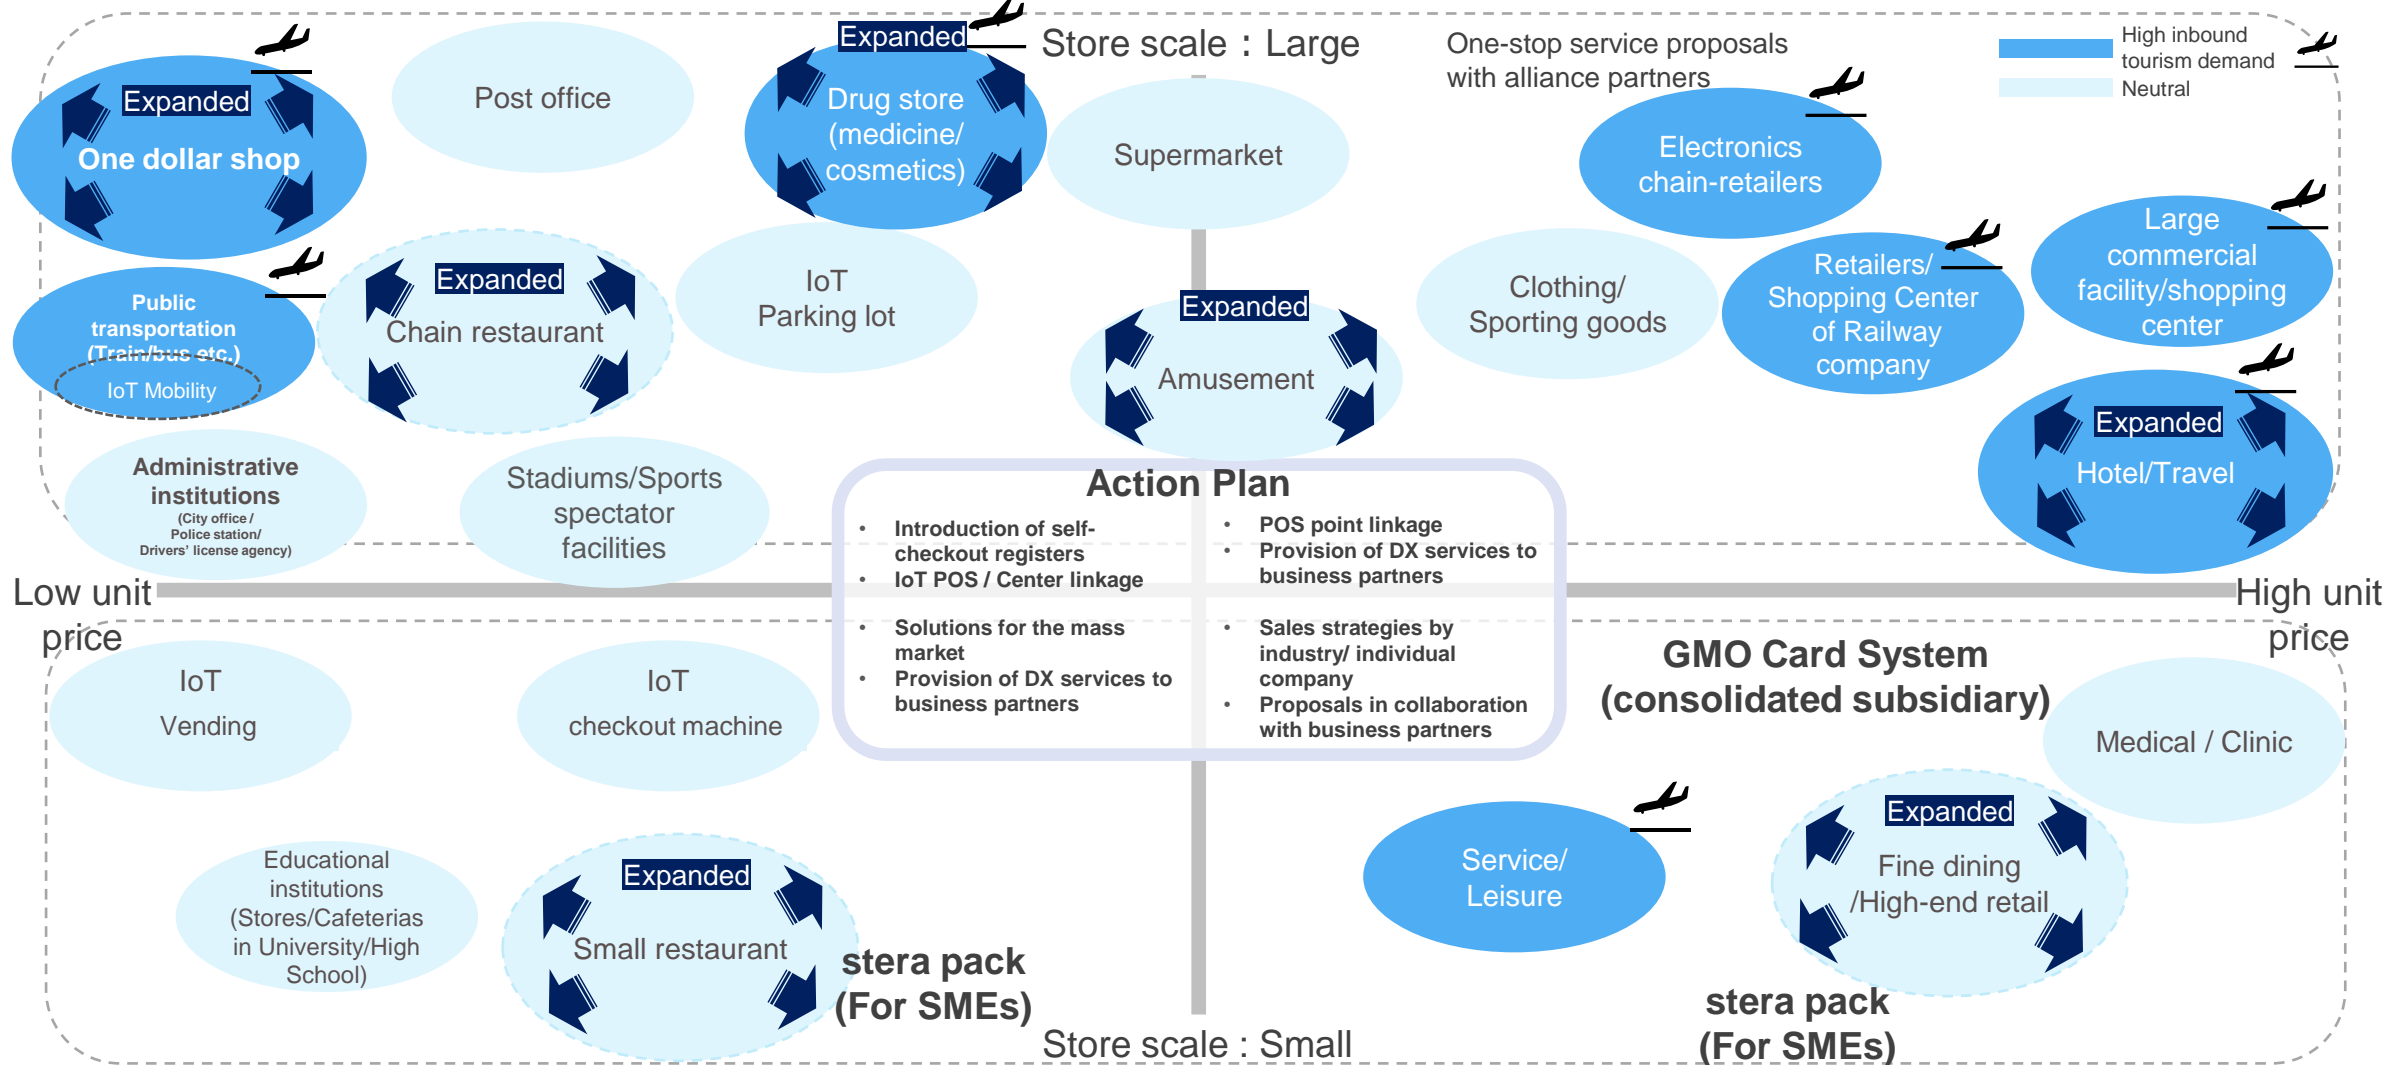 Store scale：Large
One-stop service proposals
with alliance partners
High inbound
tourism demand
Neutral
Expanded
One dollar shop
Post office
Expanded
Drug store
(medicine/
cosmetics)
Supermarket
Electronics
chain-retailers
Large
commercial
facility/shopping
center
Public
transportation
(Train/bus etc.)
IoT Mobility
Expanded
Chain restaurant
IoT
Parking lot
Expanded
Amusement
Clothing/
Sporting goods
Retailers/
Shopping Center
of Railway
company
Expanded
Hotel/Travel
Administrative
institutions
(City office /
Police station/
Drivers’ license agency)
Stadiums/Sports
spectator
facilities
Action Plan
• Introduction of self-
checkout registers
• IoT POS / Center linkage
• POS point linkage
• Provision of DX services to
business partners
• Solutions for the mass
market
• Provision of DX services to
business partners
• Sales strategies by
industry/ individual
company
• Proposals in collaboration
with business partners
Low unit
price
High unit
price
IoT
Vending
IoT
checkout machine
GMO Card System
(consolidated subsidiary)
Medical / Clinic
Educational
institutions
(Stores/Cafeterias
in University/High
School)
Expanded
Small restaurant
stera pack
(For SMEs)
Service/
Leisure
Expanded
Fine dining
/High-end retail
stera pack
(For SMEs)
Store scale : Small